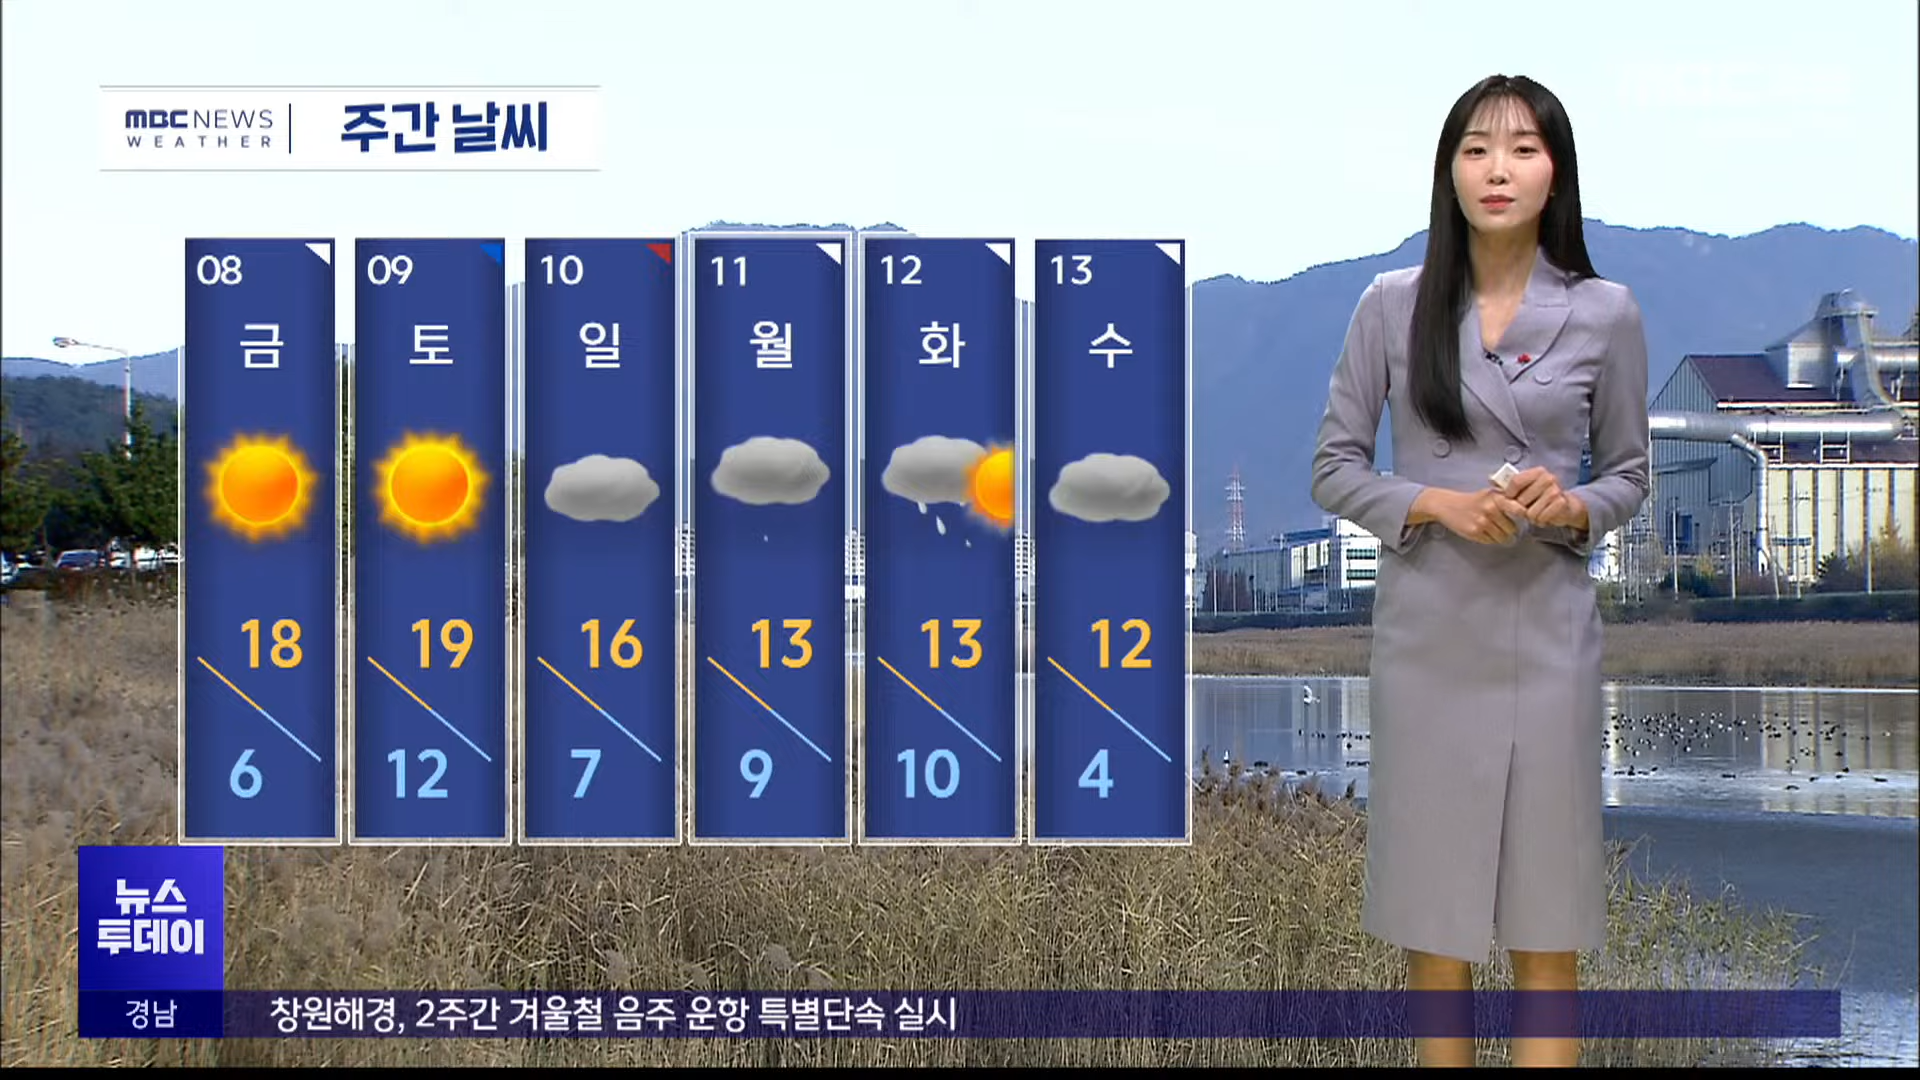 MBC NEWS
WEATHER
주간 날씨
08 09 10 11 12 13
금 토 일 월 화 수
18 19 16 13 13 12
6 12 7 9 10 4
뉴스
투데이
경남
창원해경, 2주간 겨울철 음주 운항 특별단속 실시